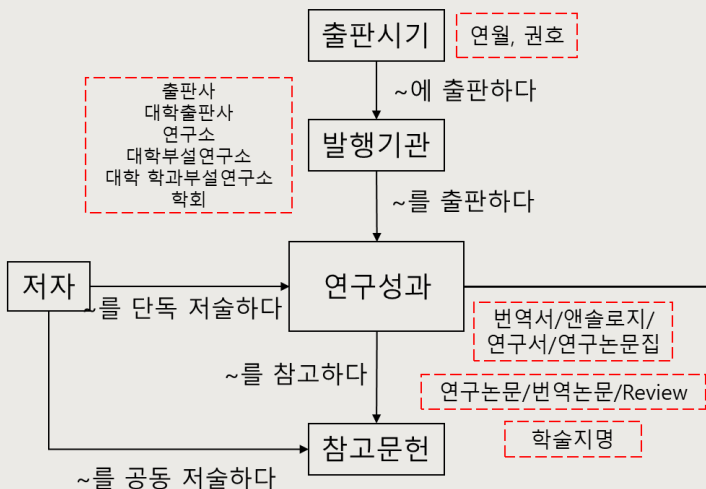 출판시기
연월, 권호
~에 출판하다
출판사
대학출판사
연구소
대학부설연구소
대학 학과부설연구소
학회
발행기관
~를 출판하다
저자
연구성과
~를 단독 저술하다
번역서/앤솔로지/
연구서/연구논문집
~를 참고하다
연구논문/번역논문/Review
학술지명
참고문헌
~를 공동 저술하다